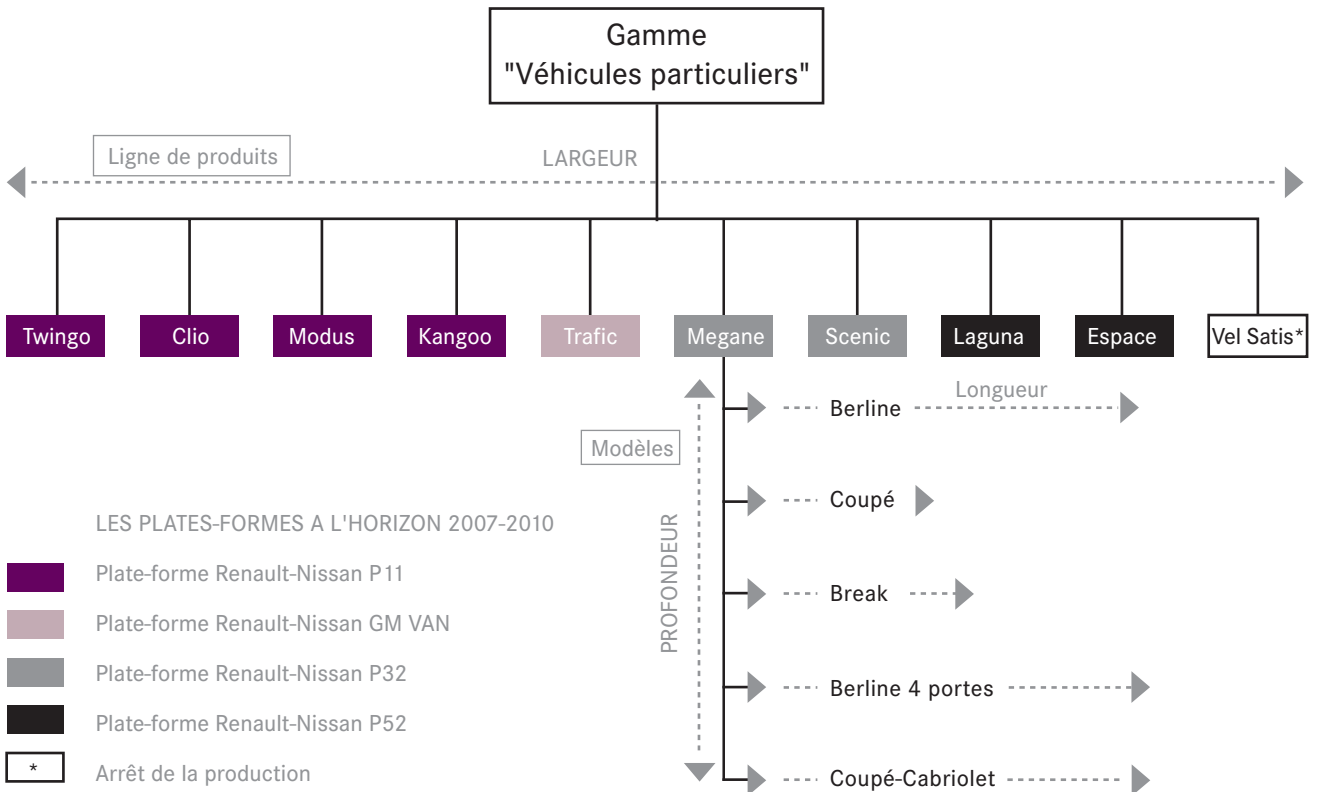 Gamme
"Véhicules particuliers"
Ligne de produits
LARGEUR
Twingo
Clio
Modus
Kangoo
Trafic
Megane
Scenic
Laguna
Espace
Vel Satis*
Longueur
Berline
Modèles
Coupé
PROFONDEUR
Break
Berline 4 portes
Coupé-Cabriolet
LES PLATES-FORMES A L'HORIZON 2007-2010
Plate-forme Renault-Nissan P11
Plate-forme Renault-Nissan GM VAN
Plate-forme Renault-Nissan P32
Plate-forme Renault-Nissan P52
* Arrêt de la production